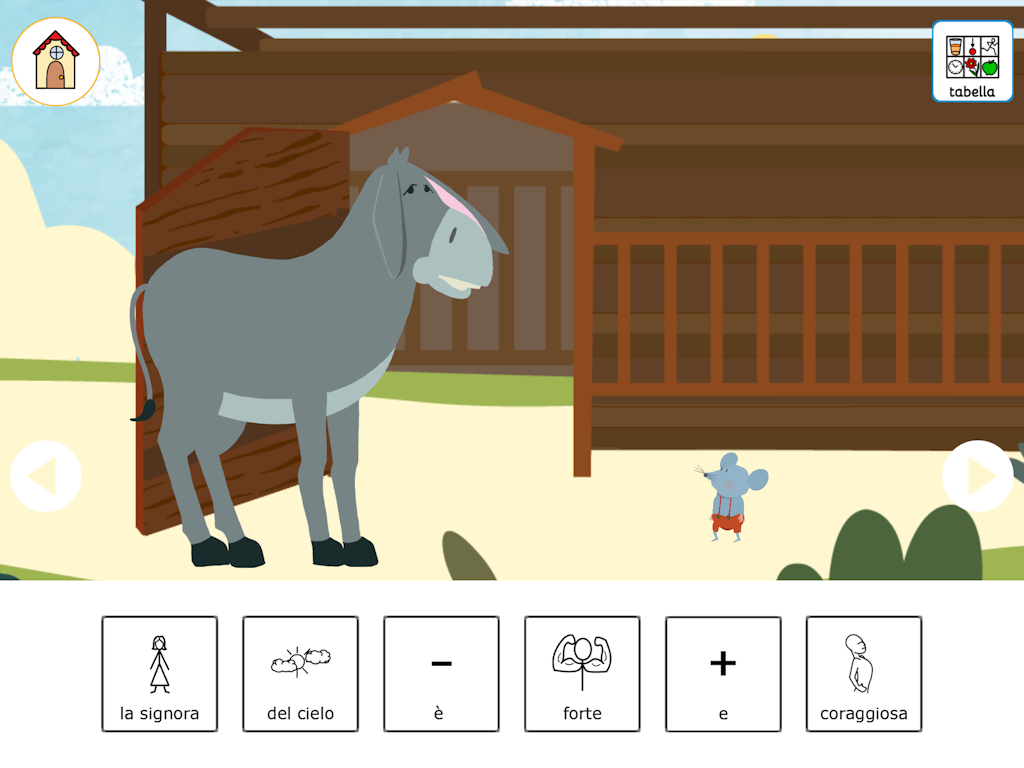 tabella
la signora
del cielo
è
forte
e
coraggiosa